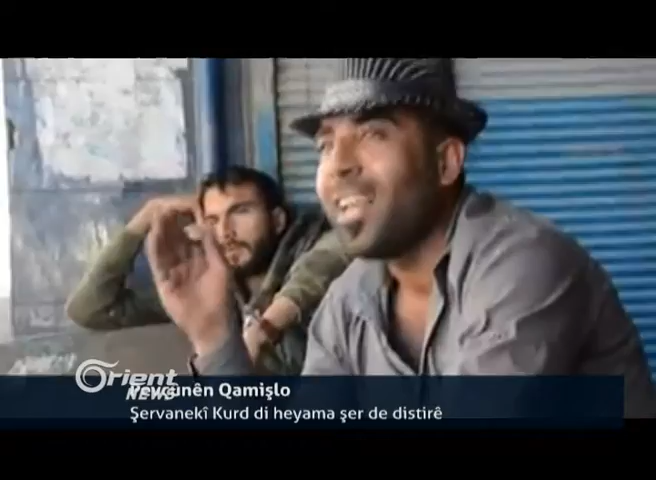 Orient
NEWS
Qamişlo
Şervanekî Kurd di heyama şer de distirê